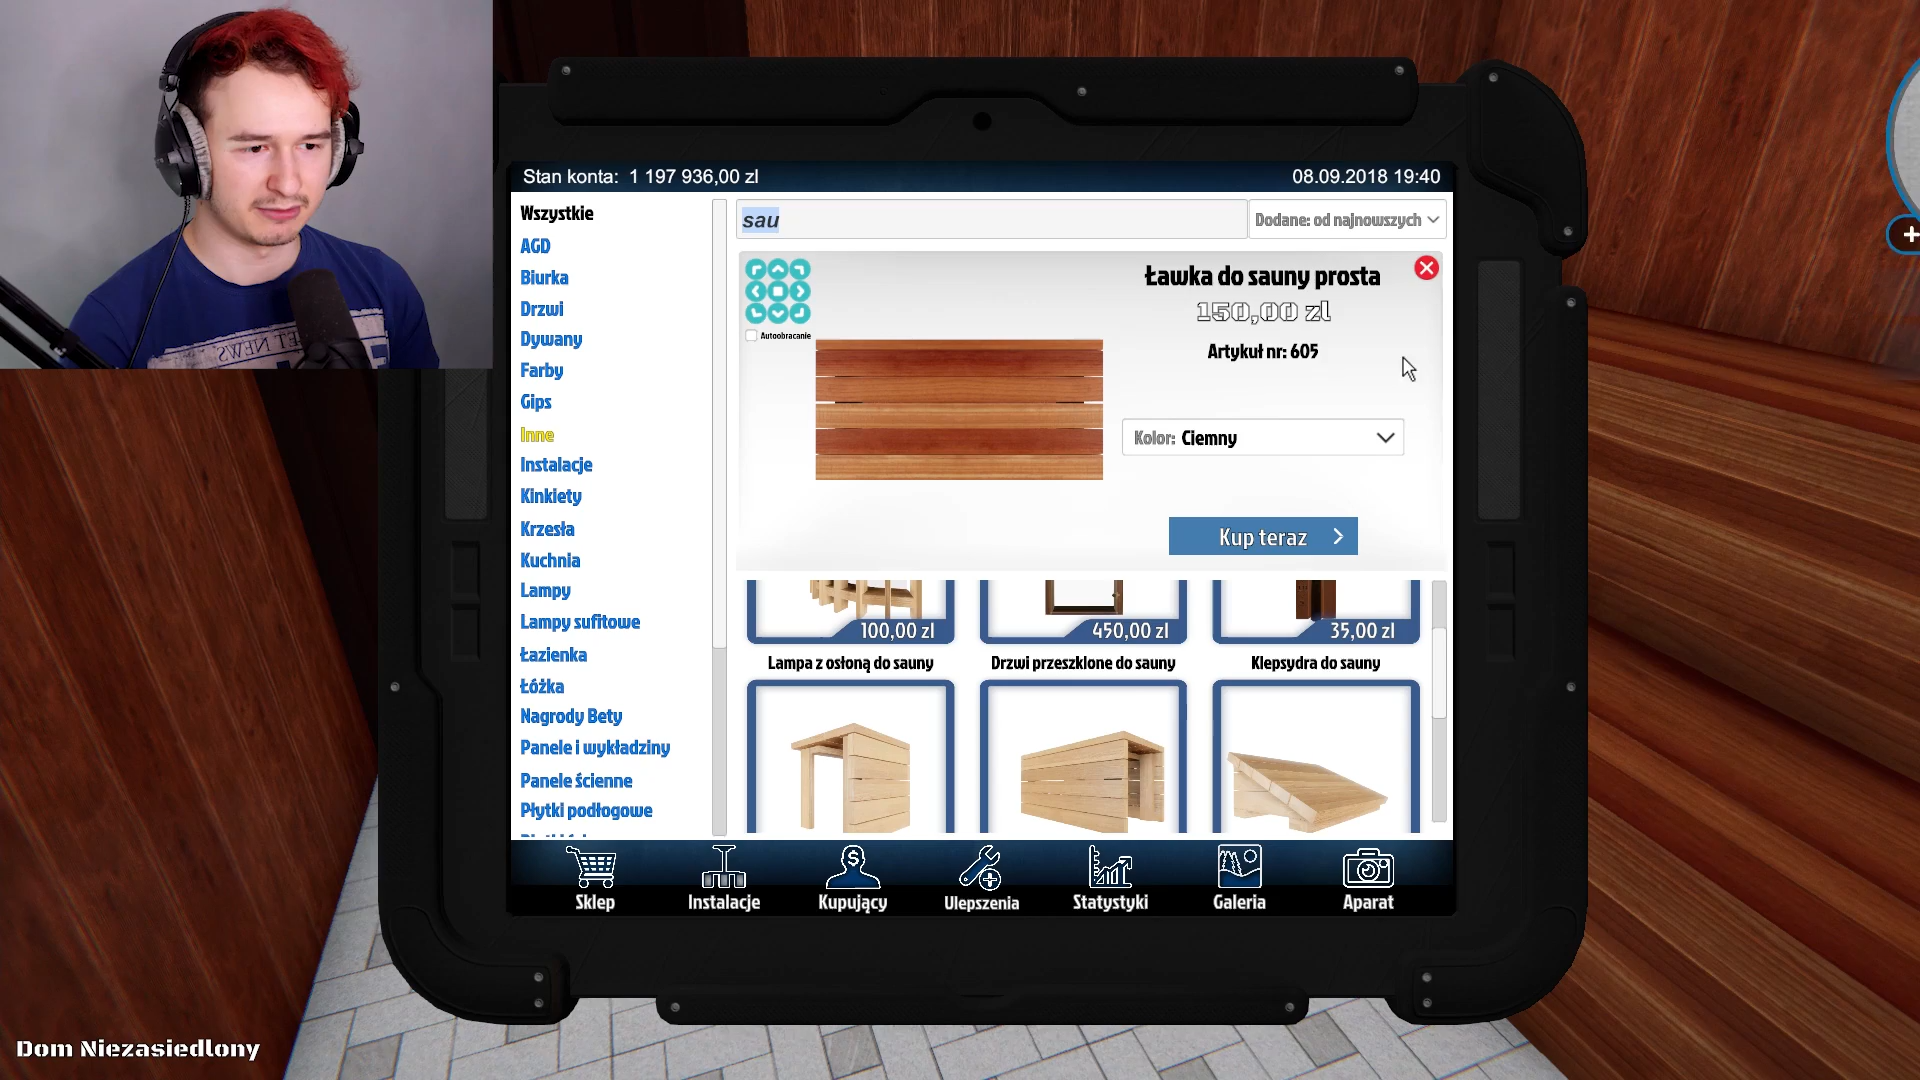 Stan konta: 1 197 936,00 zl
08.09.2018 19:40
Wszystkie
AGD
Biurka
Drzwi
Dywany
Farby
Gips
Inne
Instalacje
Kinkiety
Krzesła
Kuchnia
Lampy
Lampy sufitowe
Łazienka
Łóżka
Nagrody Bety
Panele i wykładziny
Panele ścienne
Płytki podłogowe
sau
Dodane: od najnowszych
Autoobracanie
Ławka do sauny prosta
150,00 zl
Artykuł nr: 605
Kolor: Ciemny
Kup teraz
100,00 zl
450,00 zl
35,00 zl
Lampa z osłoną do sauny
Drzwi przeszklone do sauny
Klepsydra do sauny
Sklep
Instalacje
Kupujący
Ulepszenia
Statystyki
Galeria
Aparat
Dom Niezasiedlony